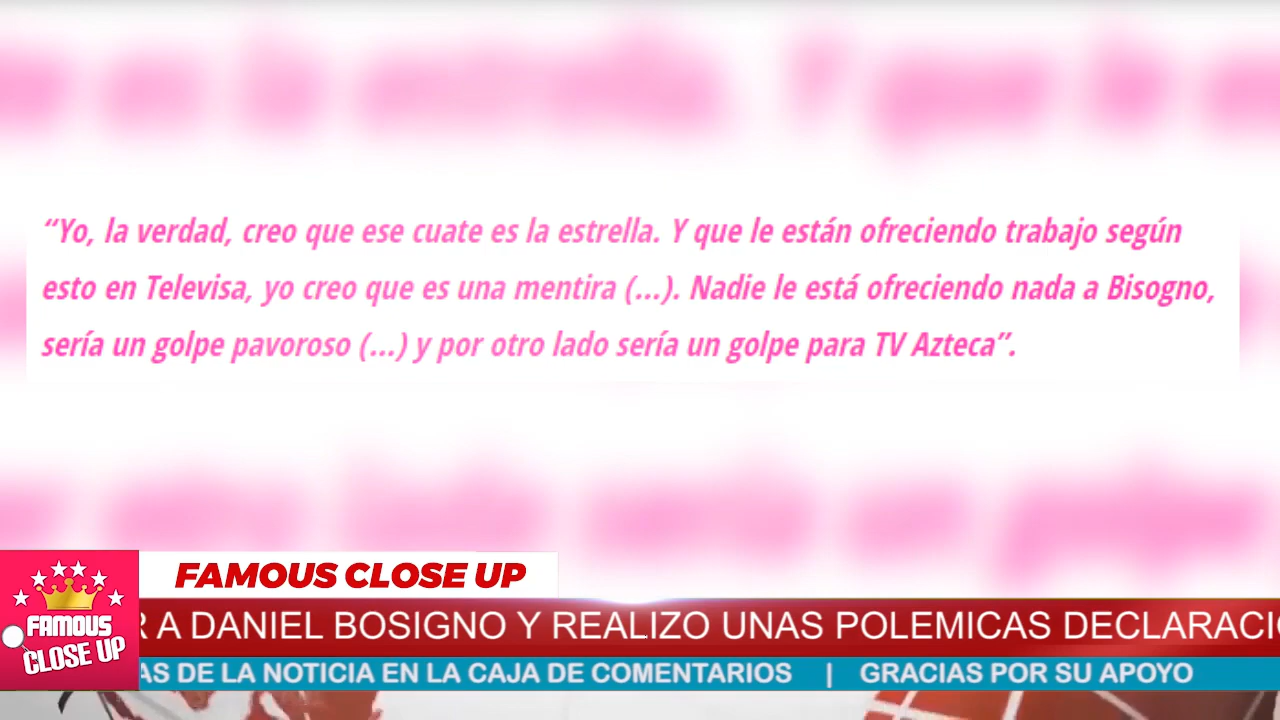 “Yo, la verdad, creo que ese cuate es la estrella. Y que le están ofreciendo trabajo según
esto en Televisa, yo creo que es una mentira (...). Nadie le está ofreciendo nada a Bisogno,
sería un golpe pavoroso (...) y por otro lado sería un golpe para TV Azteca”.
FAMOUS CLOSE UP
A DANIEL BOSIGNO Y REALIZO UNAS POLEMICAS
DE LA NOTICIA EN LA CAJA DE COMENTARIOS | GRACIAS POR SU APOYO
FAMOUS
CLOSE UP